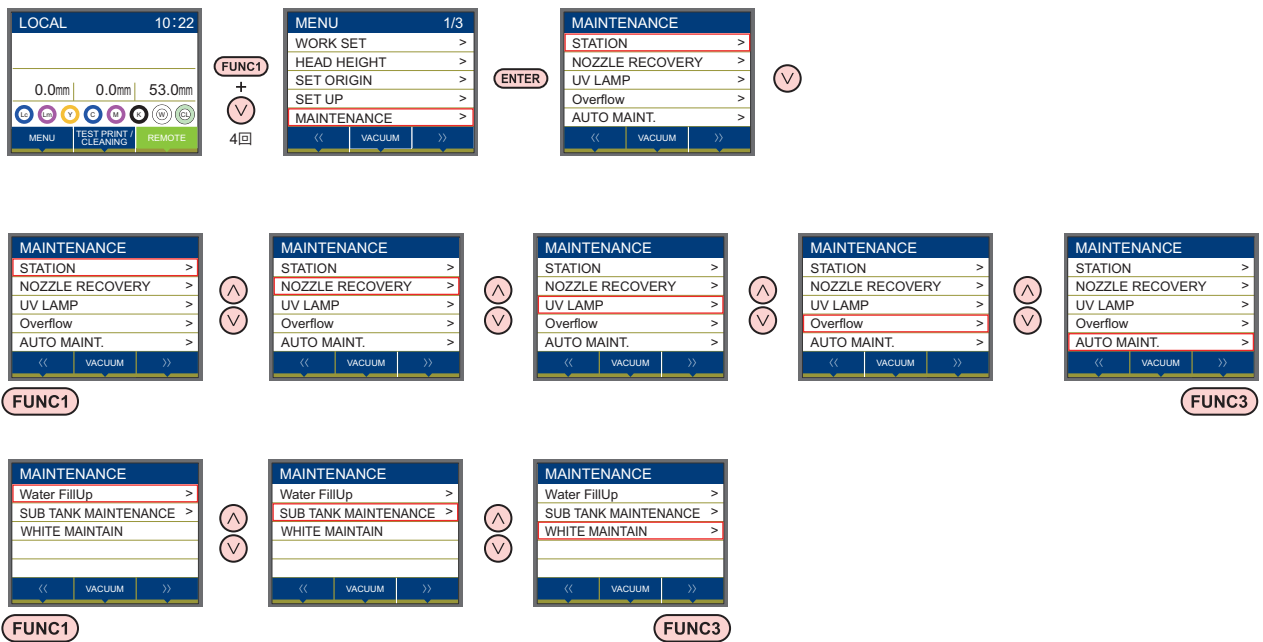 LOCAL 10:22
0.0mm 0.0mm 53.0mm
Lc Lm Y C M K W CL
MENU TEST PRINT / CLEANING REMOTE
FUNC1
+
4回
MENU 1/3
WORK SET >
HEAD HEIGHT >
SET ORIGIN >
SET UP >
MAINTENANCE >
<< VACUUM >>
ENTER
MAINTENANCE
STATION >
NOZZLE RECOVERY >
UV LAMP >
Overflow >
AUTO MAINT. >
<< VACUUM >>
MAINTENANCE
STATION >
NOZZLE RECOVERY >
UV LAMP >
Overflow >
AUTO MAINT. >
<< VACUUM >>
FUNC1
MAINTENANCE
STATION >
NOZZLE RECOVERY >
UV LAMP >
Overflow >
AUTO MAINT. >
<< VACUUM >>
MAINTENANCE
STATION >
NOZZLE RECOVERY >
UV LAMP >
Overflow >
AUTO MAINT. >
<< VACUUM >>
MAINTENANCE
STATION >
NOZZLE RECOVERY >
UV LAMP >
Overflow >
AUTO MAINT. >
<< VACUUM >>
MAINTENANCE
STATION >
NOZZLE RECOVERY >
UV LAMP >
Overflow >
AUTO MAINT. >
<< VACUUM >>
FUNC3
MAINTENANCE
Water FillUp >
SUB TANK MAINTENANCE >
WHITE MAINTAIN
<< VACUUM >>
FUNC1
MAINTENANCE
Water FillUp >
SUB TANK MAINTENANCE >
WHITE MAINTAIN
<< VACUUM >>
MAINTENANCE
Water FillUp >
SUB TANK MAINTENANCE >
WHITE MAINTAIN >
<< VACUUM >>
FUNC3